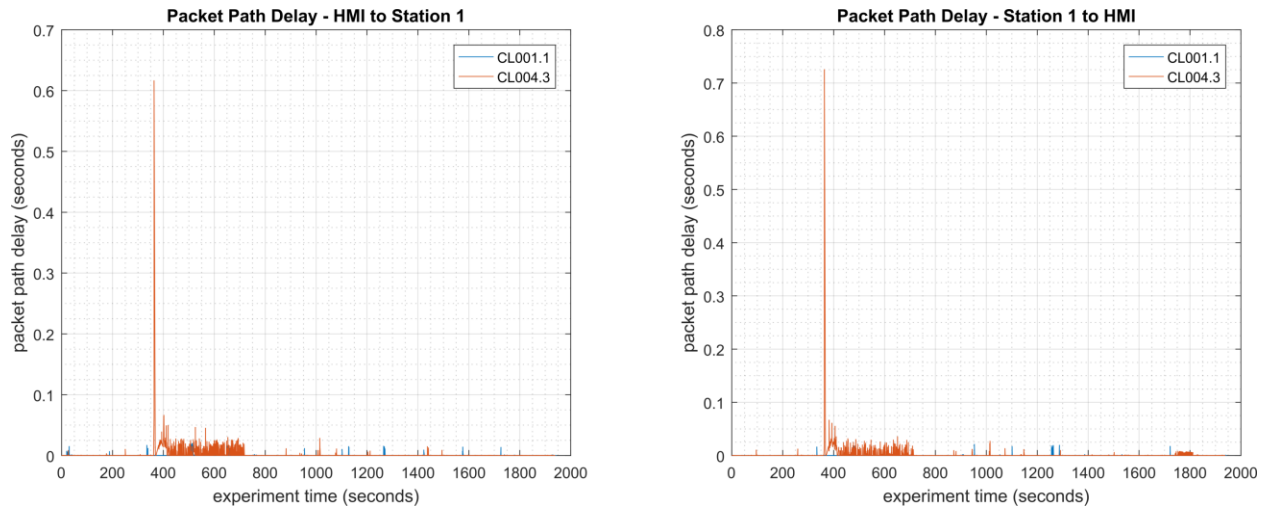 Packet Path Delay - HMI to Station 1
0.7
0.6
0.5
0.4
0.3
0.2
0.1
0
packet path delay (seconds)
CL001.1
CL004.3
0 200 400 600 800 1000 1200 1400 1600 1800 2000
experiment time (seconds)
Packet Path Delay - Station 1 to HMI
0.8
0.7
0.6
0.5
0.4
0.3
0.2
0.1
0
packet path delay (seconds)
CL001.1
CL004.3
0 200 400 600 800 1000 1200 1400 1600 1800 2000
experiment time (seconds)